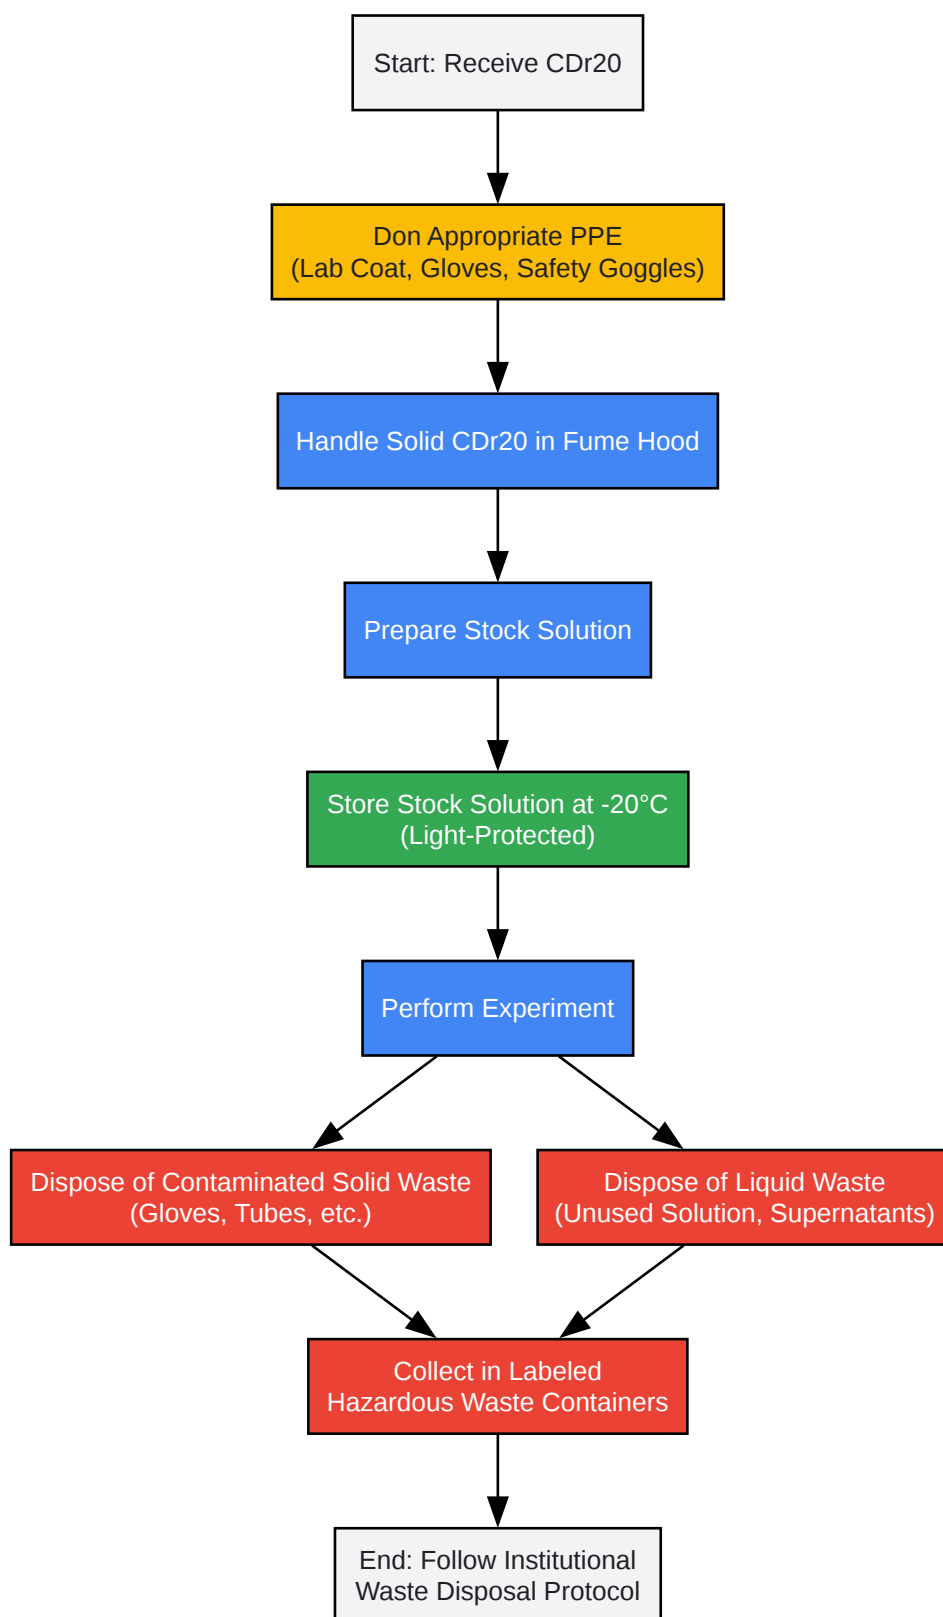 Start: Receive CDr20
Don Appropriate PPE
(Lab Coat, Gloves, Safety Goggles)
Handle Solid CDr20 in Fume Hood
Prepare Stock Solution
Store Stock Solution at -20°C
(Light-Protected)
Perform Experiment
Dispose of Contaminated Solid Waste
(Gloves, Tubes, etc.)
Dispose of Liquid Waste
(Unused Solution, Supernatants)
Collect in Labeled
Hazardous Waste Containers
End: Follow Institutional
Waste Disposal Protocol